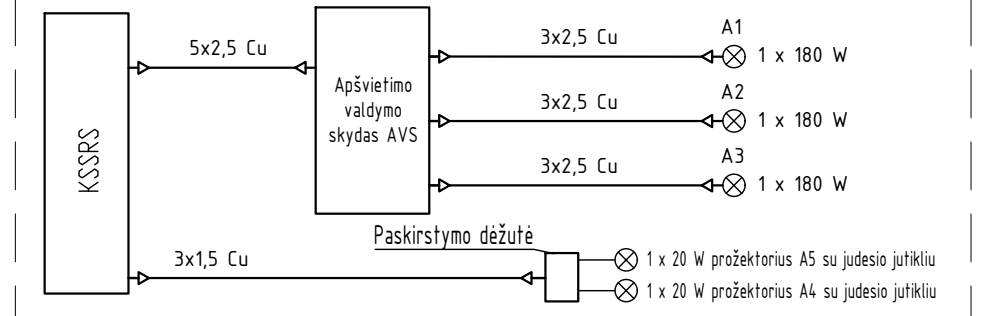 KSSRS
5x2,5 Cu
Apšvietimo
valdymo
skydas AVS
3x2,5 Cu
A1
1 x 180 W
3x2,5 Cu
A2
1 x 180 W
3x2,5 Cu
A3
1 x 180 W
3x1,5 Cu
Paskirstymo dėžutė
1 x 20 W prožektorius A5 su judesio jutikliu
1 x 20 W prožektorius A4 su judesio jutikliu